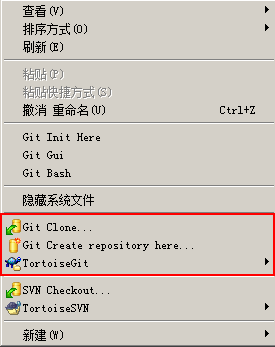 查看(V)
排序方式(O)
刷新(E)
粘贴(P)
粘贴快捷方式(S)
撤消 重命名(U) Ctrl+Z
Git Init Here
Git Gui
Git Bash
隐藏系统文件
Git Clone...
Git Create repository here...
TortoiseGit
SVN Checkout...
TortoiseSVN
新建(W)